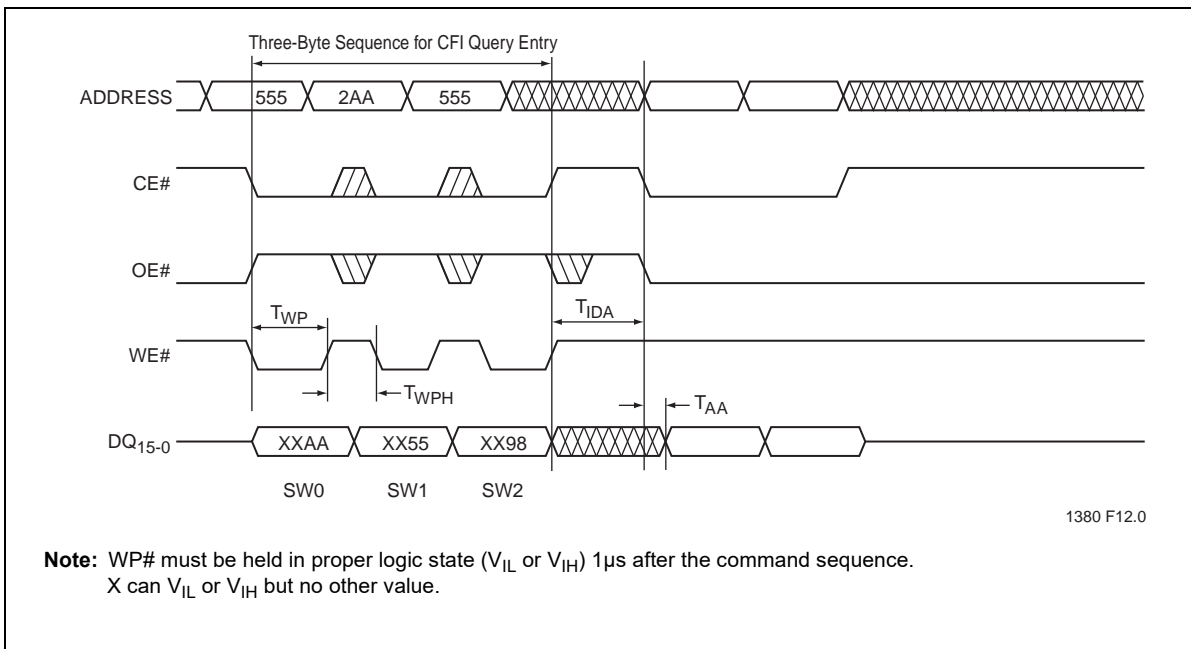 Three-Byte Sequence for CFI Query Entry
ADDRESS 555 2AA 555
CE#
OE#
TWP TIDA
WE#
TWPH TAA
DQ15-0 XXAA XX55 XX98
SW0 SW1 SW2
1380 F12.0
Note: WP# must be held in proper logic state (VIL or VIH) 1µs after the command sequence.
X can VIL or VIH but no other value.